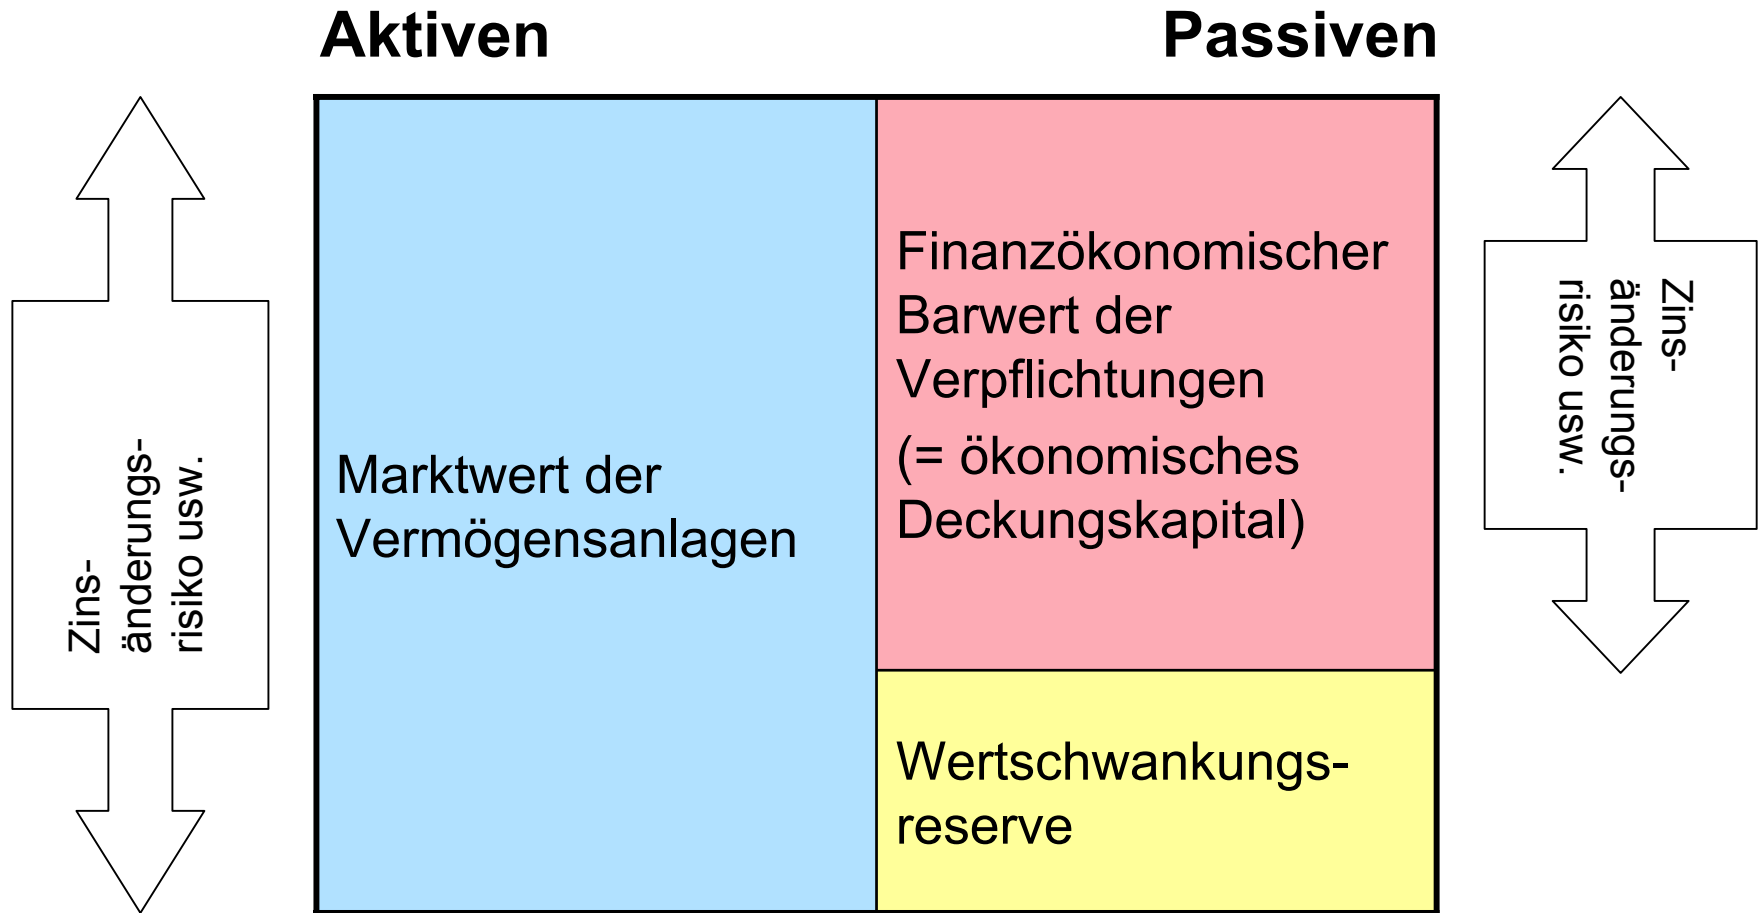 Aktiven
Passiven
Zins-
änderungs-
risiko usw.
Marktwert der
Vermögensanlagen
Finanzökonomischer
Barwert der
Verpflichtungen
(= ökonomisches
Deckungskapital)
Wertschwankungs-
reserve
Zins-
änderungs-
risiko usw.